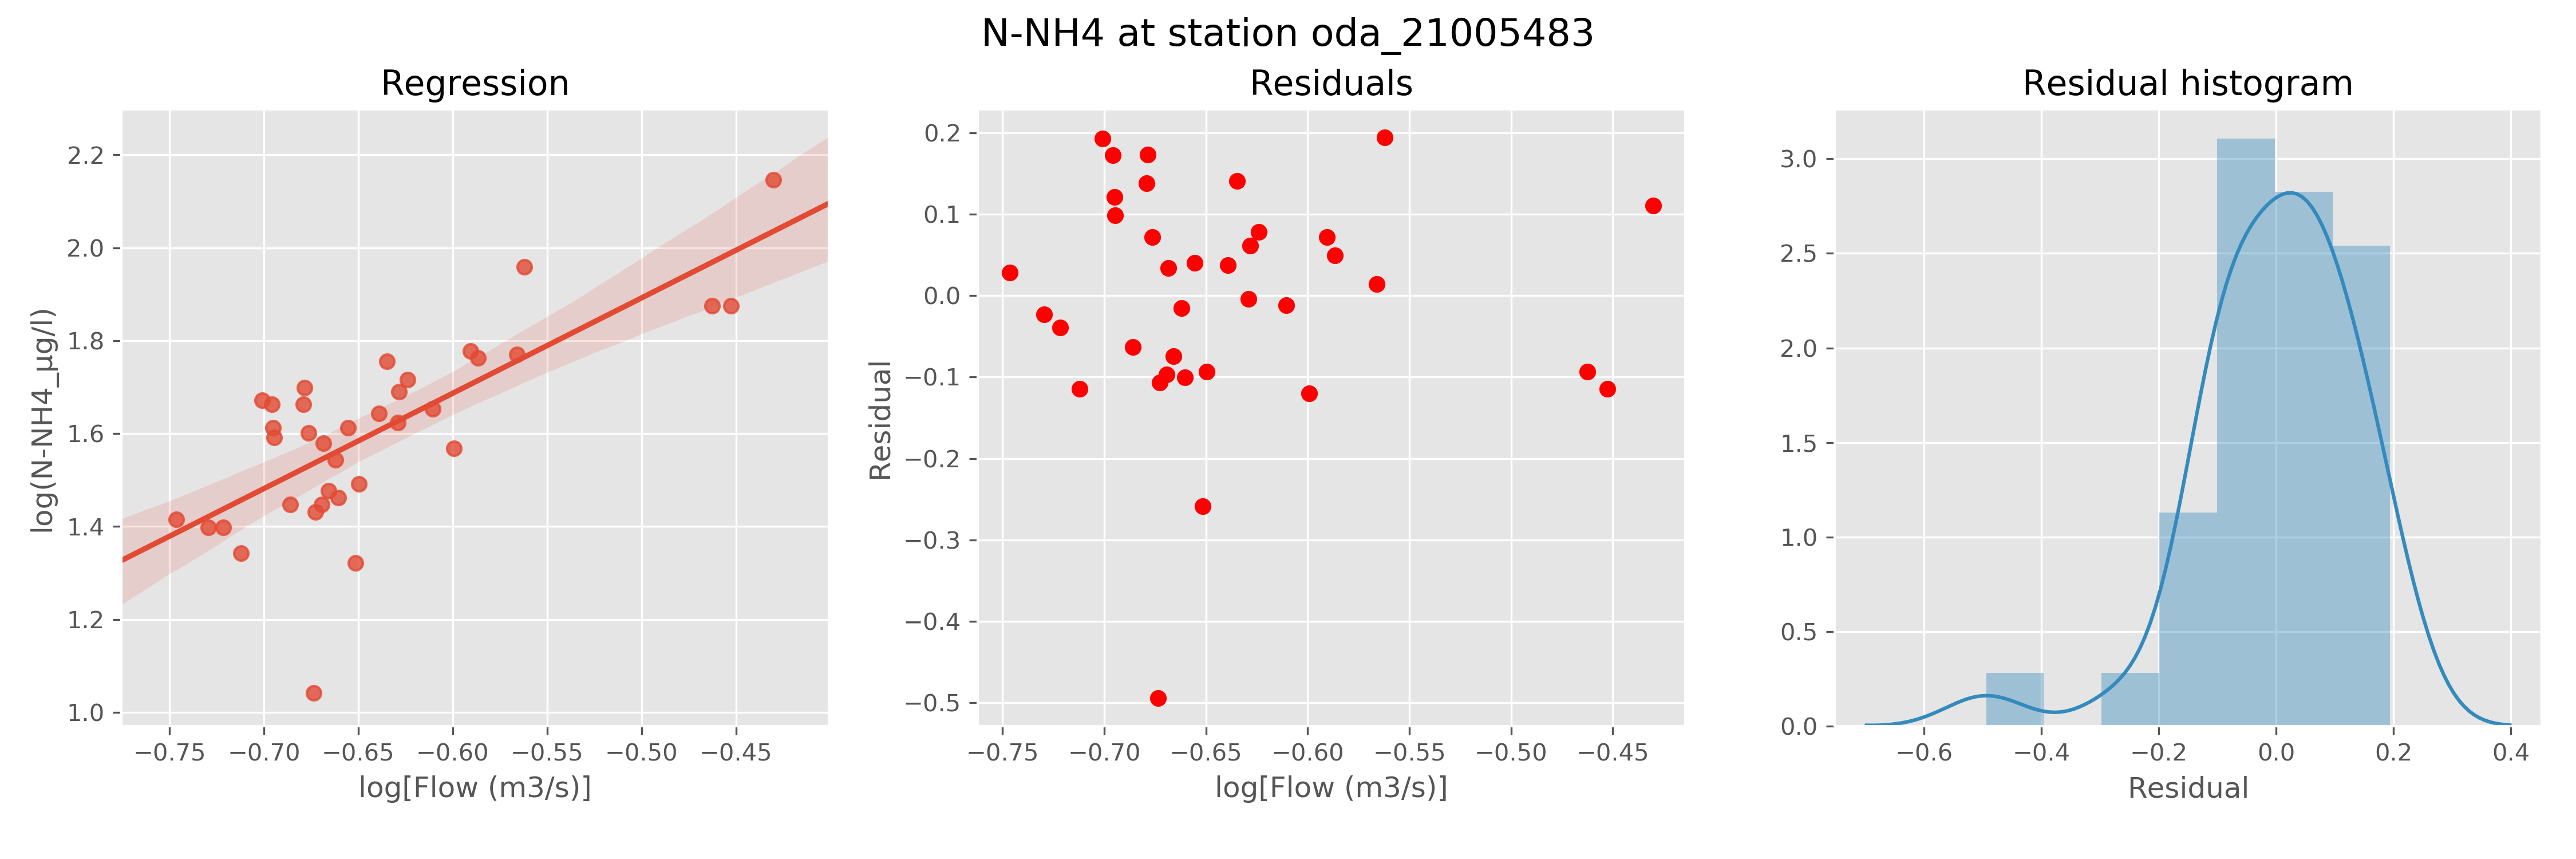 N-NH4 at station oda_21005483
Regression
2.2
2.0
1.8
1.6
1.4
1.2
1.0
log(N-NH4_µg/l)
−0.75 −0.70 −0.65 −0.60 −0.55 −0.50 −0.45
log[Flow (m3/s)]
Residuals
0.2
0.1
0.0
−0.1
−0.2
−0.3
−0.4
−0.5
Residual
−0.75 −0.70 −0.65 −0.60 −0.55 −0.50 −0.45
log[Flow (m3/s)]
Residual histogram
3.0
2.5
2.0
1.5
1.0
0.5
0.0
−0.6 −0.4 −0.2 0.0 0.2 0.4
Residual